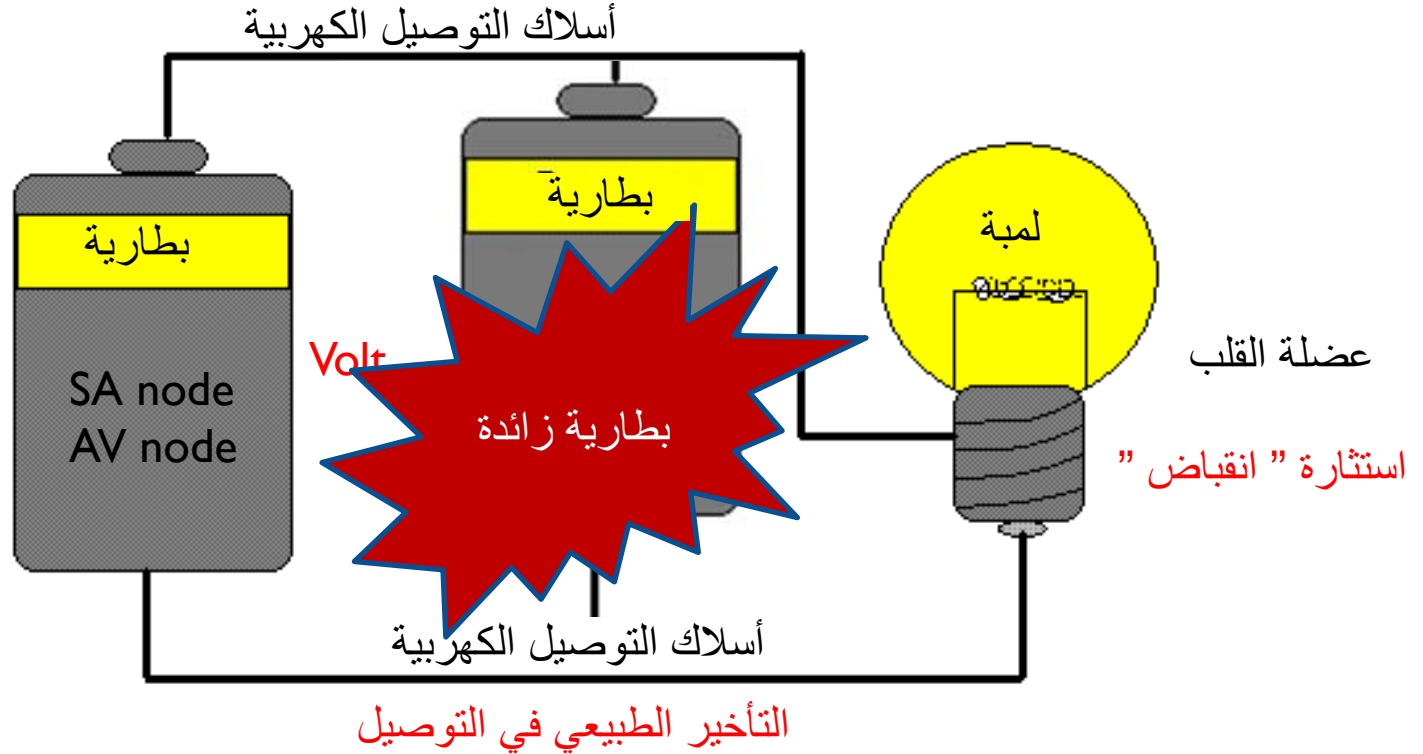 أسلاك التوصيل الكهربية
بطارية
بطارية
لمبة
SA node
AV node
Volt
بطارية زائدة
عضلة القلب
استثارة ” انقباض ”
أسلاك التوصيل الكهربية
التأخير الطبيعي في التوصيل